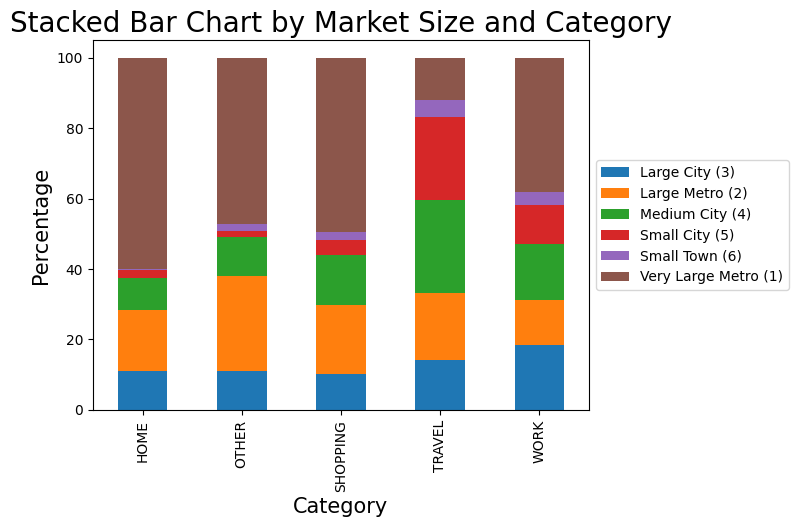 Stacked Bar Chart by Market Size and Category
Percentage
100
80
60
40
20
0
HOME
OTHER
SHOPPING
TRAVEL
WORK
Category
Large City (3)
Large Metro (2)
Medium City (4)
Small City (5)
Small Town (6)
Very Large Metro (1)